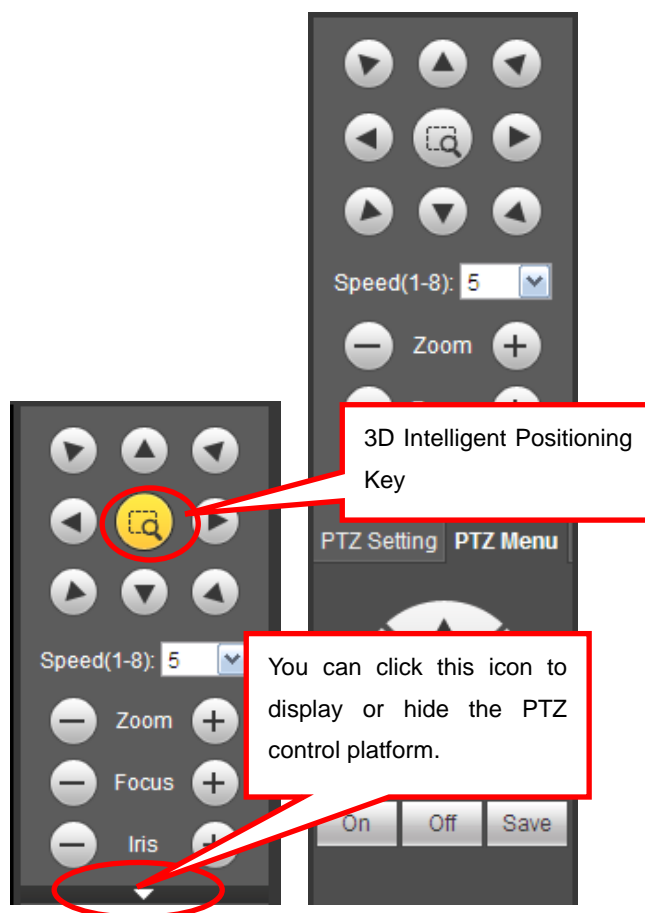 Speed(1-8): 5
Zoom
3D Intelligent Positioning
Key
PTZ Setting PTZ Menu
Speed(1-8): 5
Zoom
Focus
Iris
You can click this icon to
display or hide the PTZ
control platform.
On Off Save